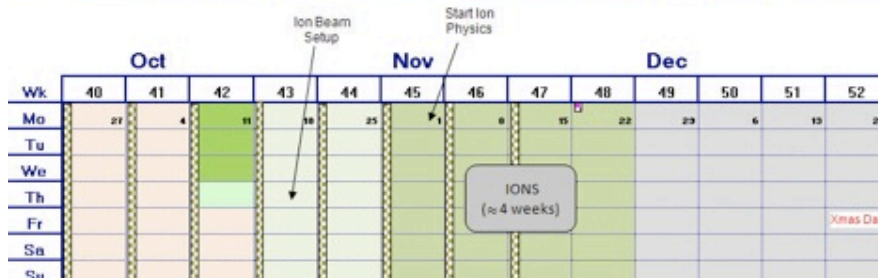 Ion Beam
Setup
Start Ion
Physics
Oct Nov Dec
Wk 40 41 42 43 44 45 46 47 48 49 50 51 52
Mo 27 4 11 18 25 1 8 15 22 29 6 13
Tu
We
Th
Fr Xmas Da
Sa
Su
IONS
(≈ 4 weeks)